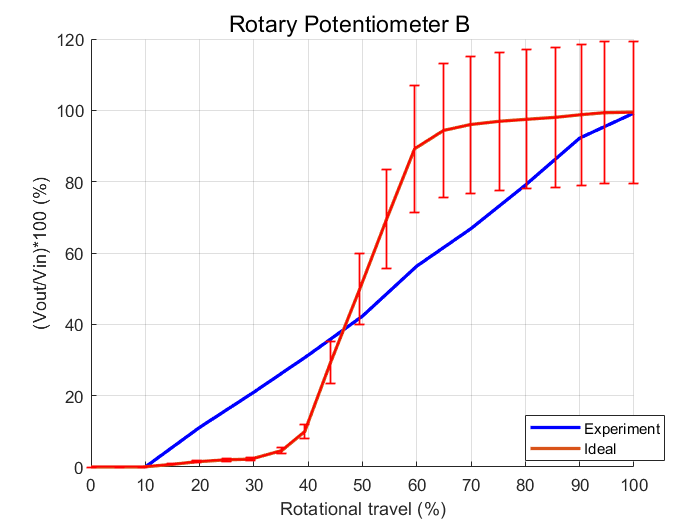 Rotary Potentiometer B
120
100
80
60
40
20
0
(Vout/Vin)*100 (%)
0 10 20 30 40 50 60 70 80 90 100
Rotational travel (%)
Experiment
Ideal